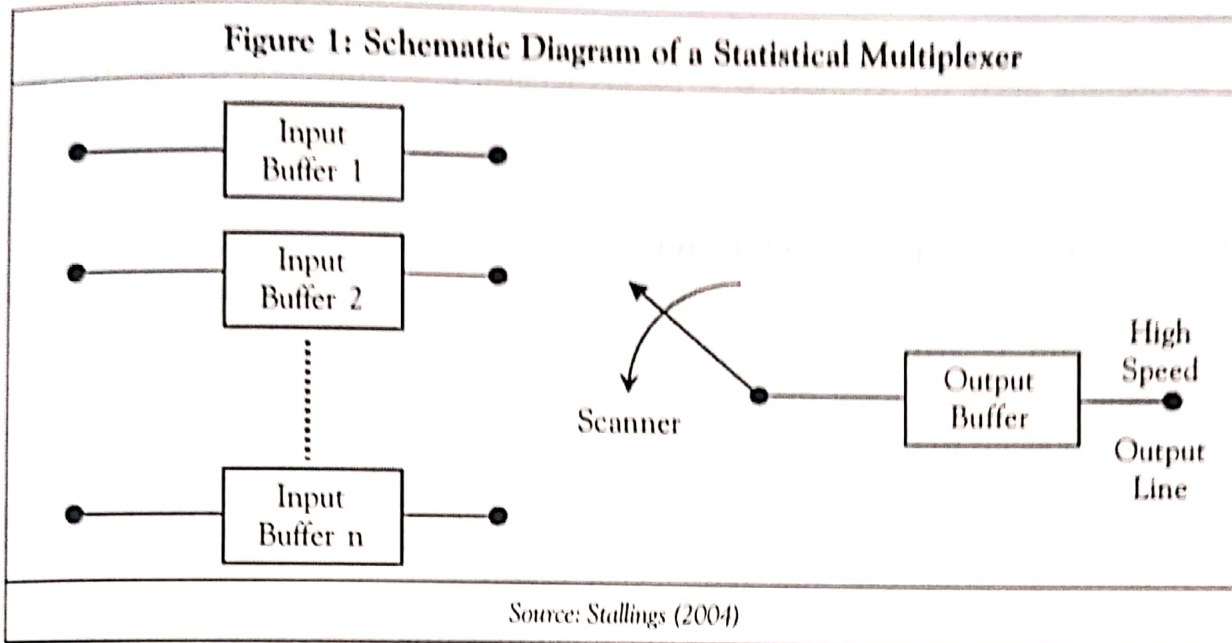 Figure 1: Schematic Diagram of a Statistical Multiplexer
Input
Buffer 1
Input
Buffer 2
Scanner
Output
Buffer
High
Speed
Output
Line
Input
Buffer n
Source: Stallings (2004)